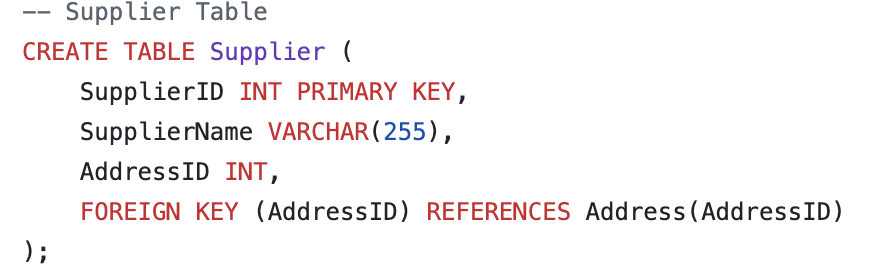 -- Supplier Table
CREATE TABLE Supplier (
    SupplierID INT PRIMARY KEY,
    SupplierName VARCHAR(255),
    AddressID INT,
    FOREIGN KEY (AddressID) REFERENCES Address(AddressID)
);